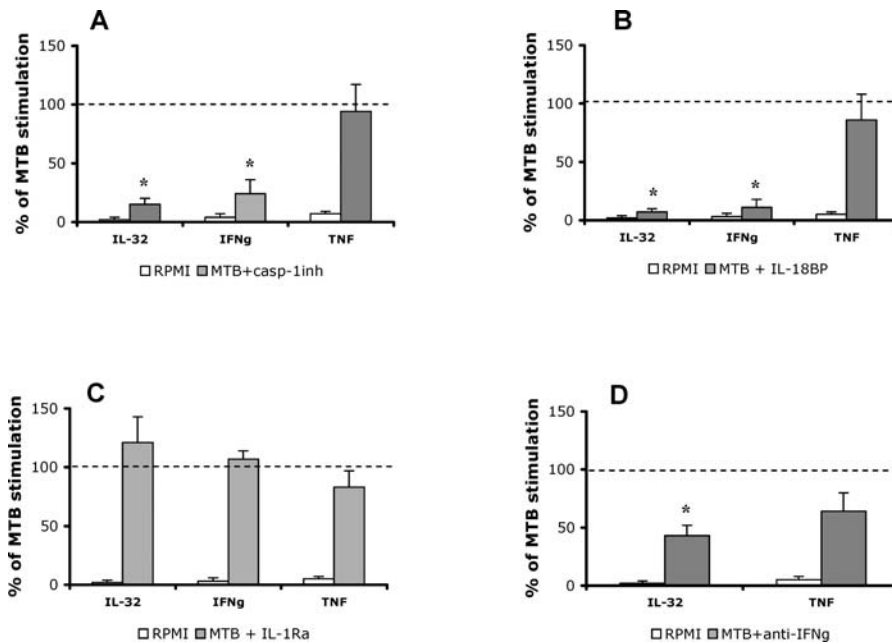 A
% of MTB stimulation
150
100
50
0
*
*
IL-32 IFNg TNF
RPMI MTB+casp-1inh
B
% of MTB stimulation
150
100
50
0
*
*
IL-32 IFNg TNF
RPMI MTB + IL-18BP
C
% of MTB stimulation
150
100
50
0
IL-32 IFNg TNF
RPMI MTB + IL-1Ra
D
% of MTB stimulation
150
100
50
0
*
IL-32 TNF
RPMI MTB+anti-IFNg